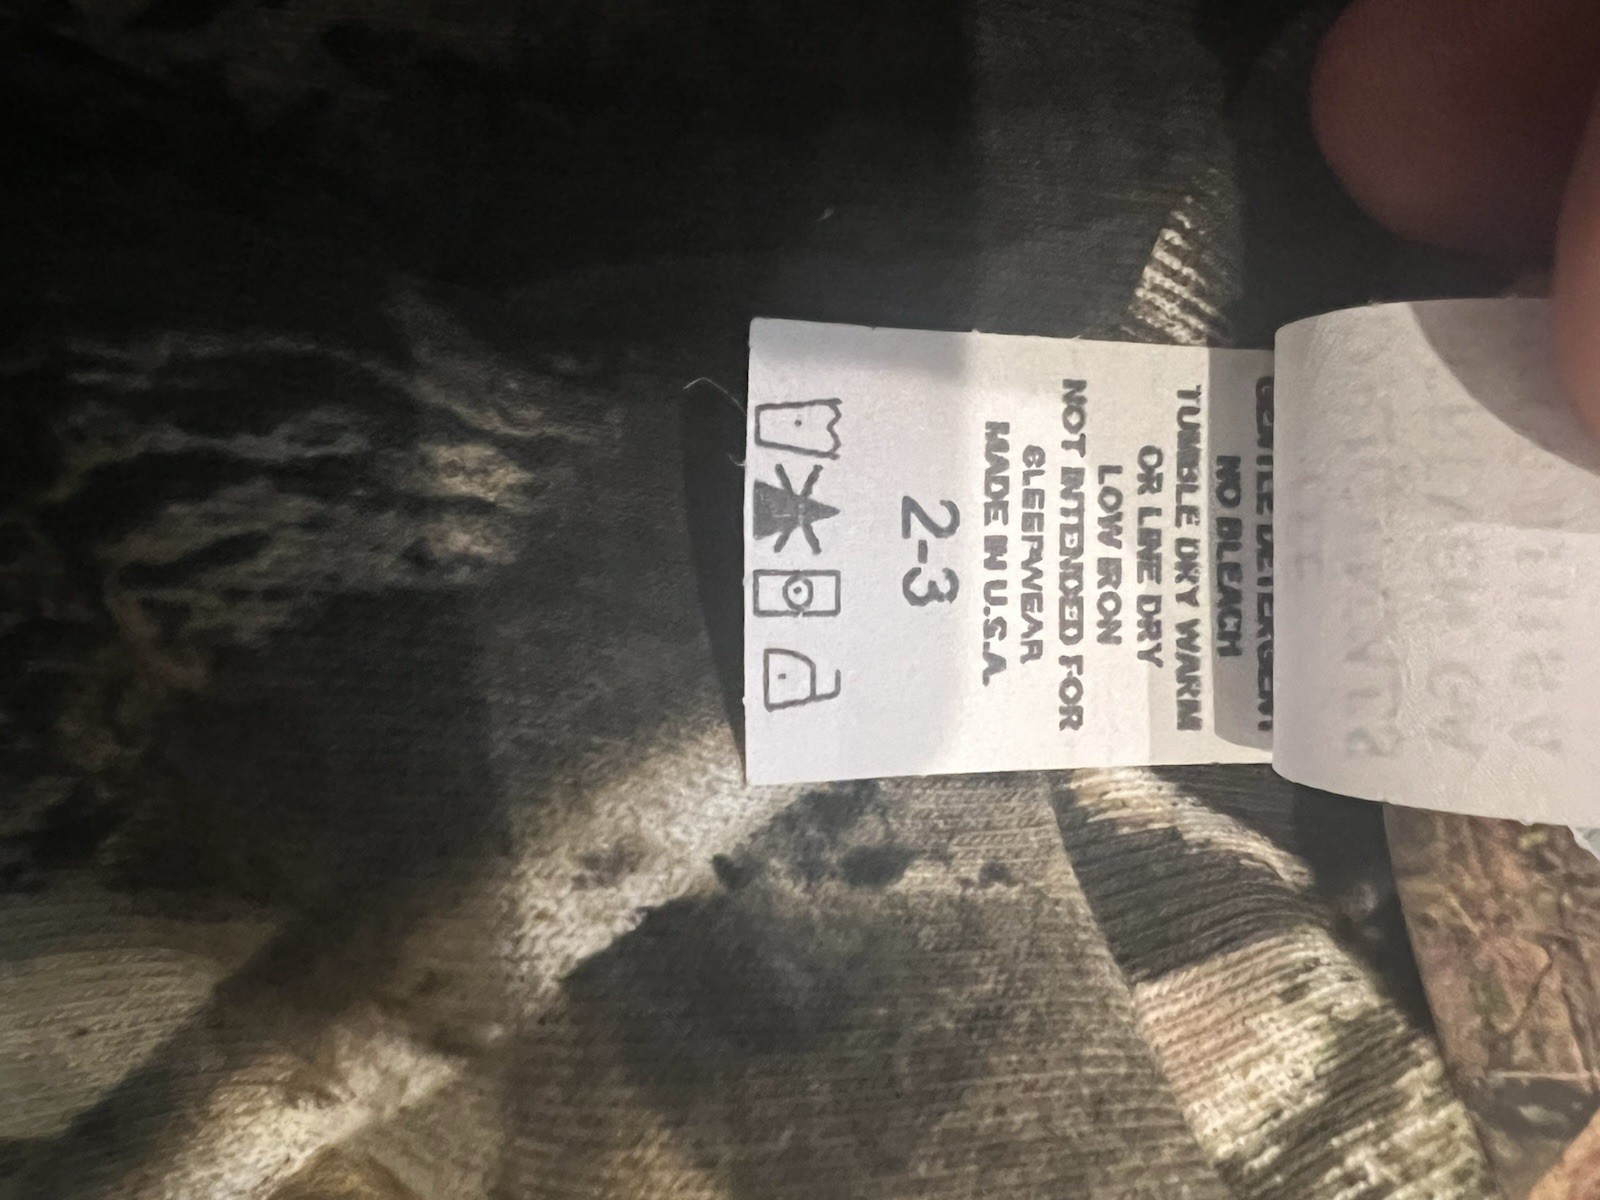 GENTLE DETERGENT
NO BLEACH
TUMBLE DRY WARM
OR LINE DRY
LOW IRON
NOT INTENDED FOR
SLEEPWEAR
MADE IN U.S.A.
2-3